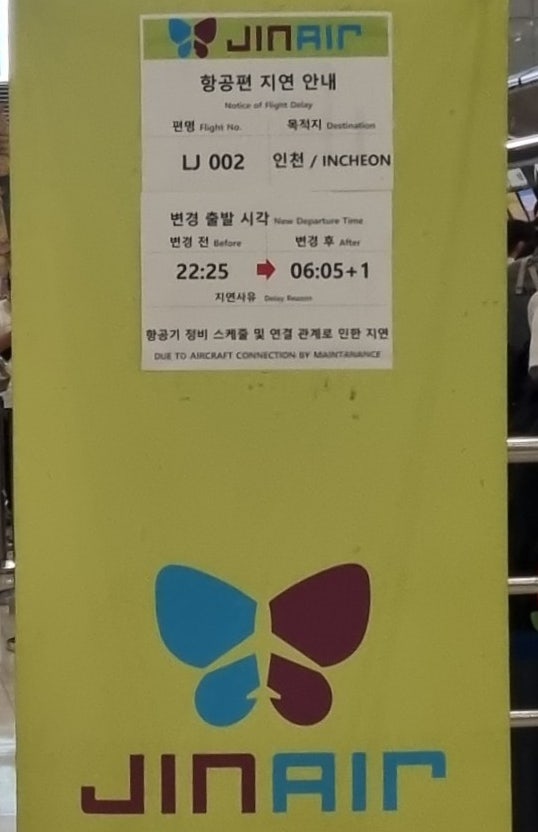 JINAIR
항공편 지연 안내
Notice of Flight Delay
편명 Flight No. 목적지 Destination
LJ 002 인천 / INCHEON
변경 출발 시각 New Departure Time
변경 전 Before 변경 후 After
22:25 06:05+1
지연사유 Delay Reason
항공기 정비 스케줄 및 연결 관계로 인한 지연
DUE TO AIRCRAFT CONNECTION BY MAINTANANCE
JINAIR